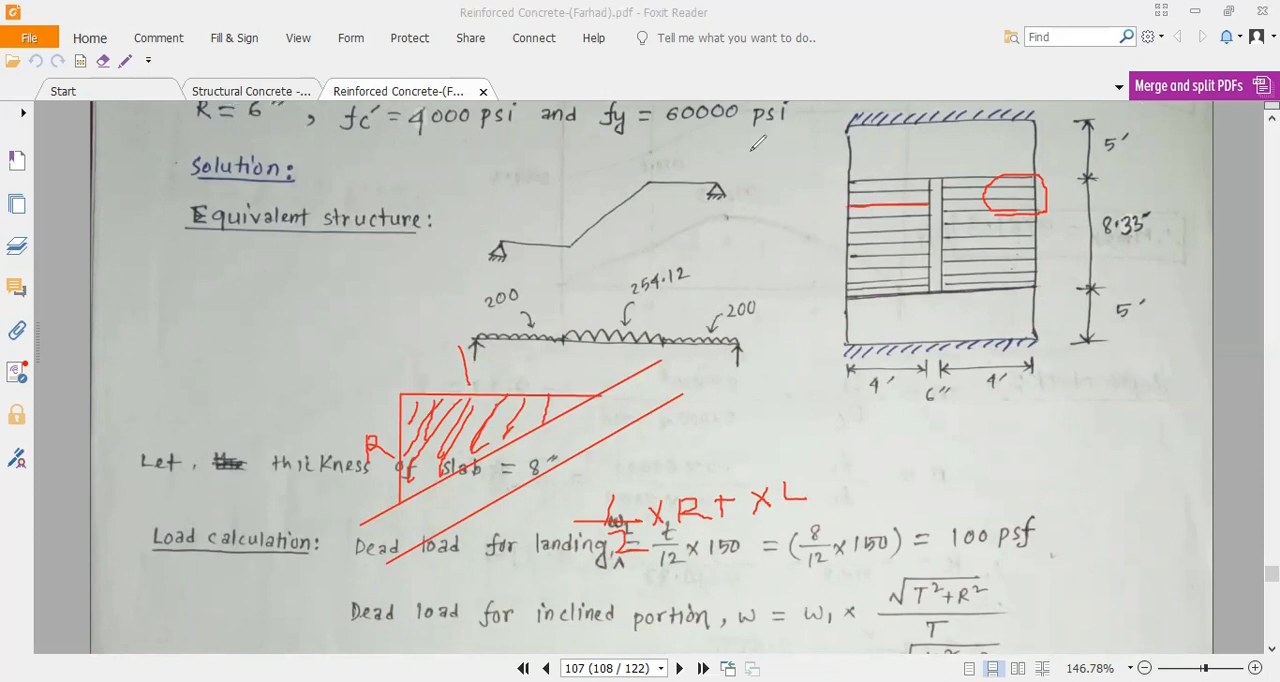 Reinforced Concrete-(Farhad).pdf - Foxit Reader
File Home Comment Fill & Sign View Form Protect Share Connect Help Tell me what you want to do.. Find
Start Structural Concrete -... Reinforced Concrete-(F... Merge and split PDFs
R = 6" , fc' = 4000 psi and fy = 60000 psi
Solution:
Equivalent structure:
200
254.12
200
5'
8.33"
5'
4'
6"
4'
R
Let, thickness of slab = 8"
1/2 × R T × L
Load calculation: Dead load for landing, w1 = t/12 × 150 = (8/12 × 150) = 100 psf
Dead load for inclined portion, w = w1 × √T²+R²/T
107 (108 / 122) 146.78%